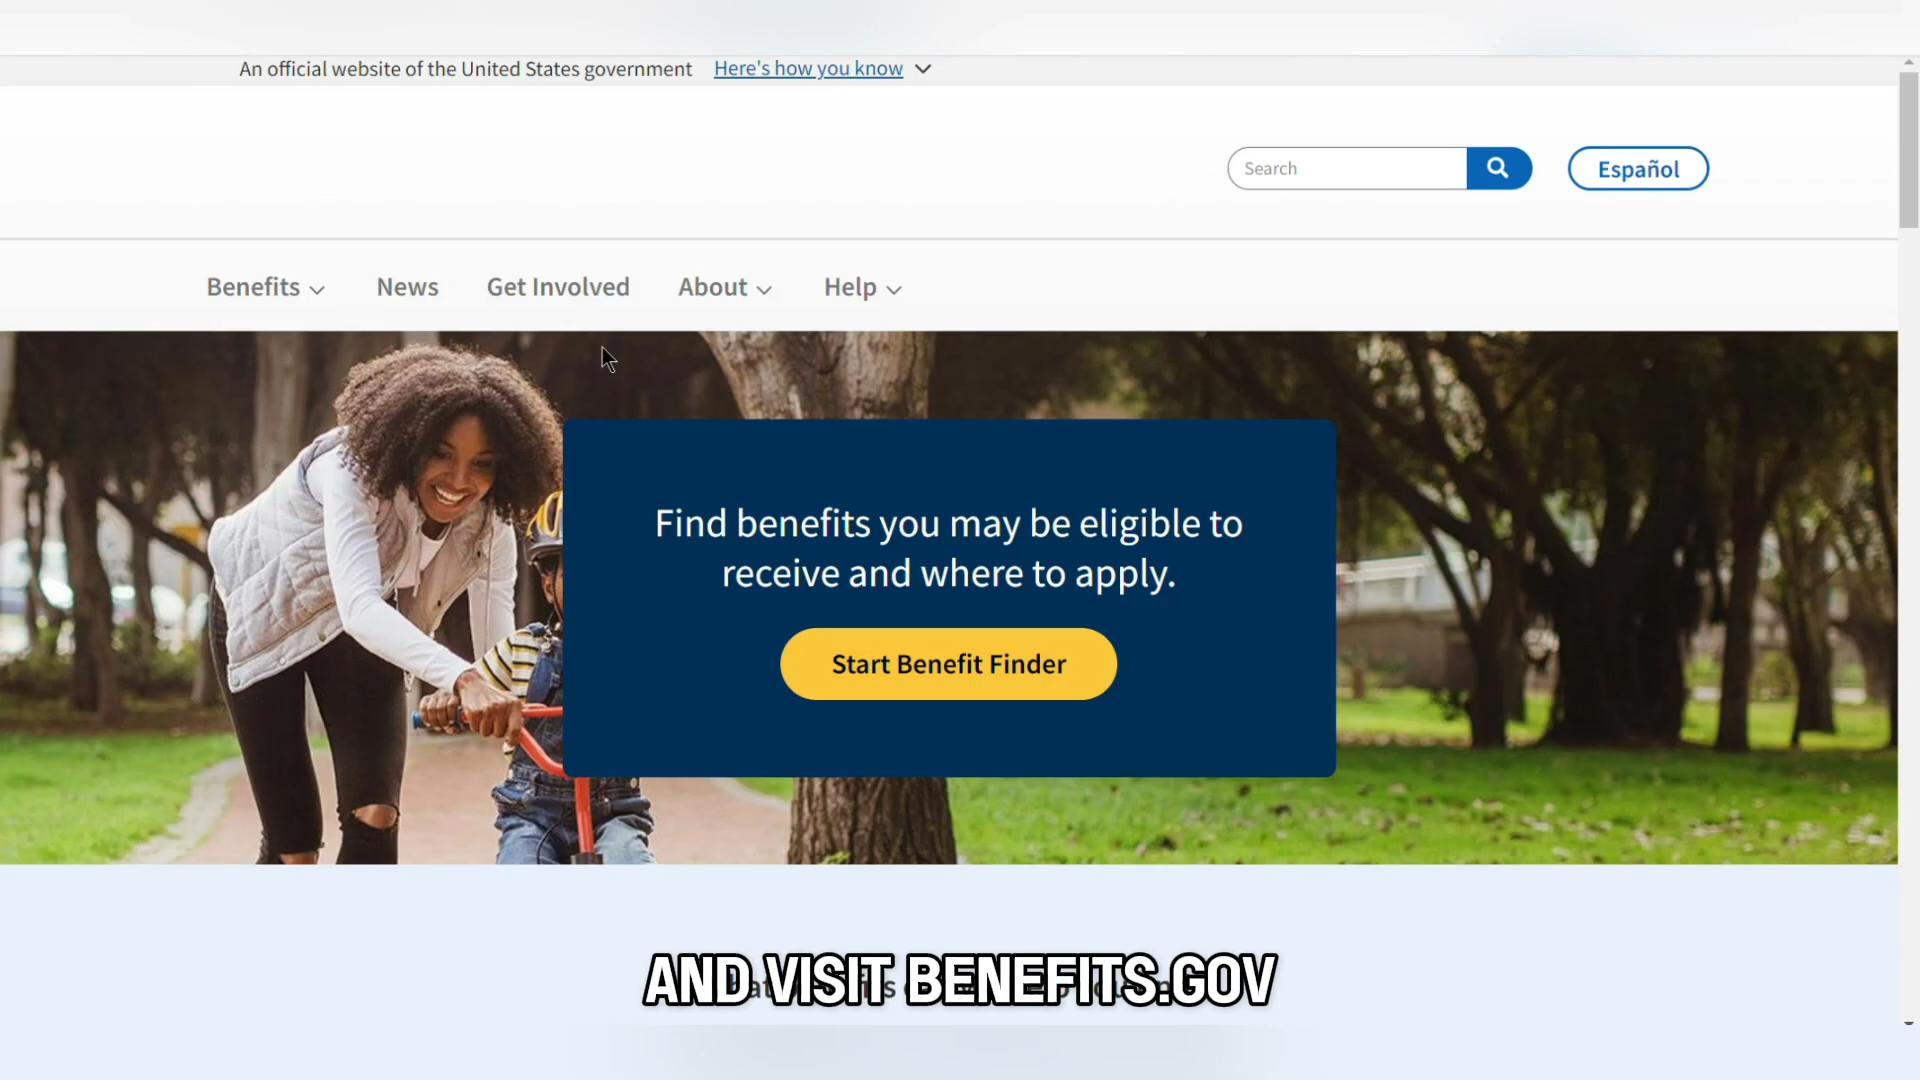 An official website of the United States government Here's how you know
Search
Español
Benefits News Get Involved About Help
Find benefits you may be eligible to
receive and where to apply.
Start Benefit Finder
AND VISIT BENEFITS.GOV